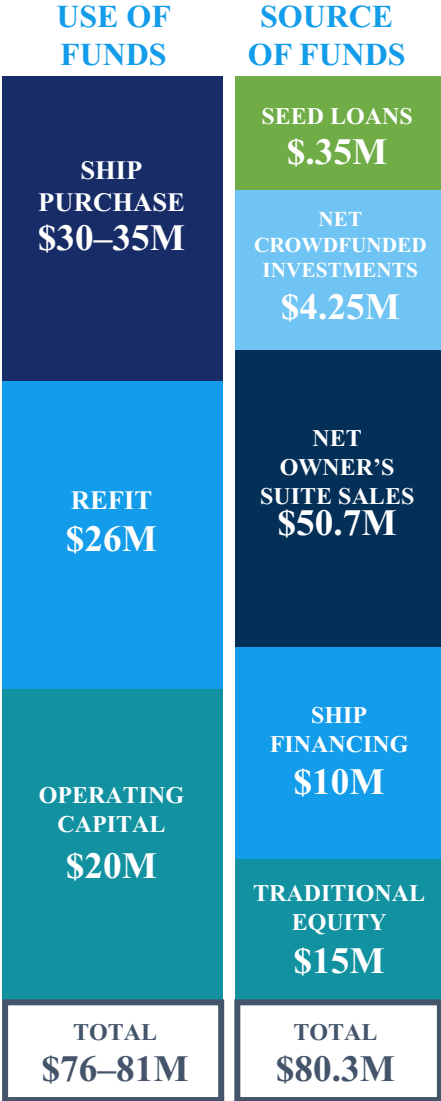 USE OF
FUNDS
SHIP
PURCHASE
$30–35M
REFIT
$26M
OPERATING
CAPITAL
$20M
TOTAL
$76–81M
SOURCE
OF FUNDS
SEED LOANS
$.35M
NET
CROWDFUNDED
INVESTMENTS
$4.25M
NET
OWNER’S
SUITE SALES
$50.7M
SHIP
FINANCING
$10M
TRADITIONAL
EQUITY
$15M
TOTAL
$80.3M